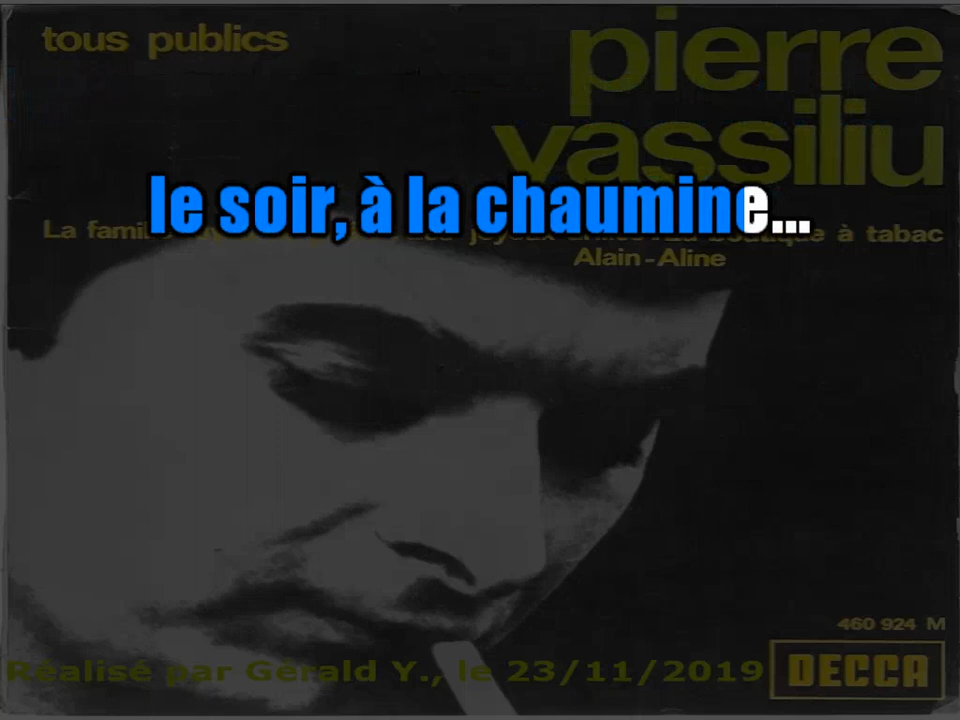 tous publics
pierre
vassiliu
le soir, à la chaumine...
La famille à tabac
Alain - Aline
460 924 M
Réalisé par Gérald Y., le 23/11/2019
DECCA